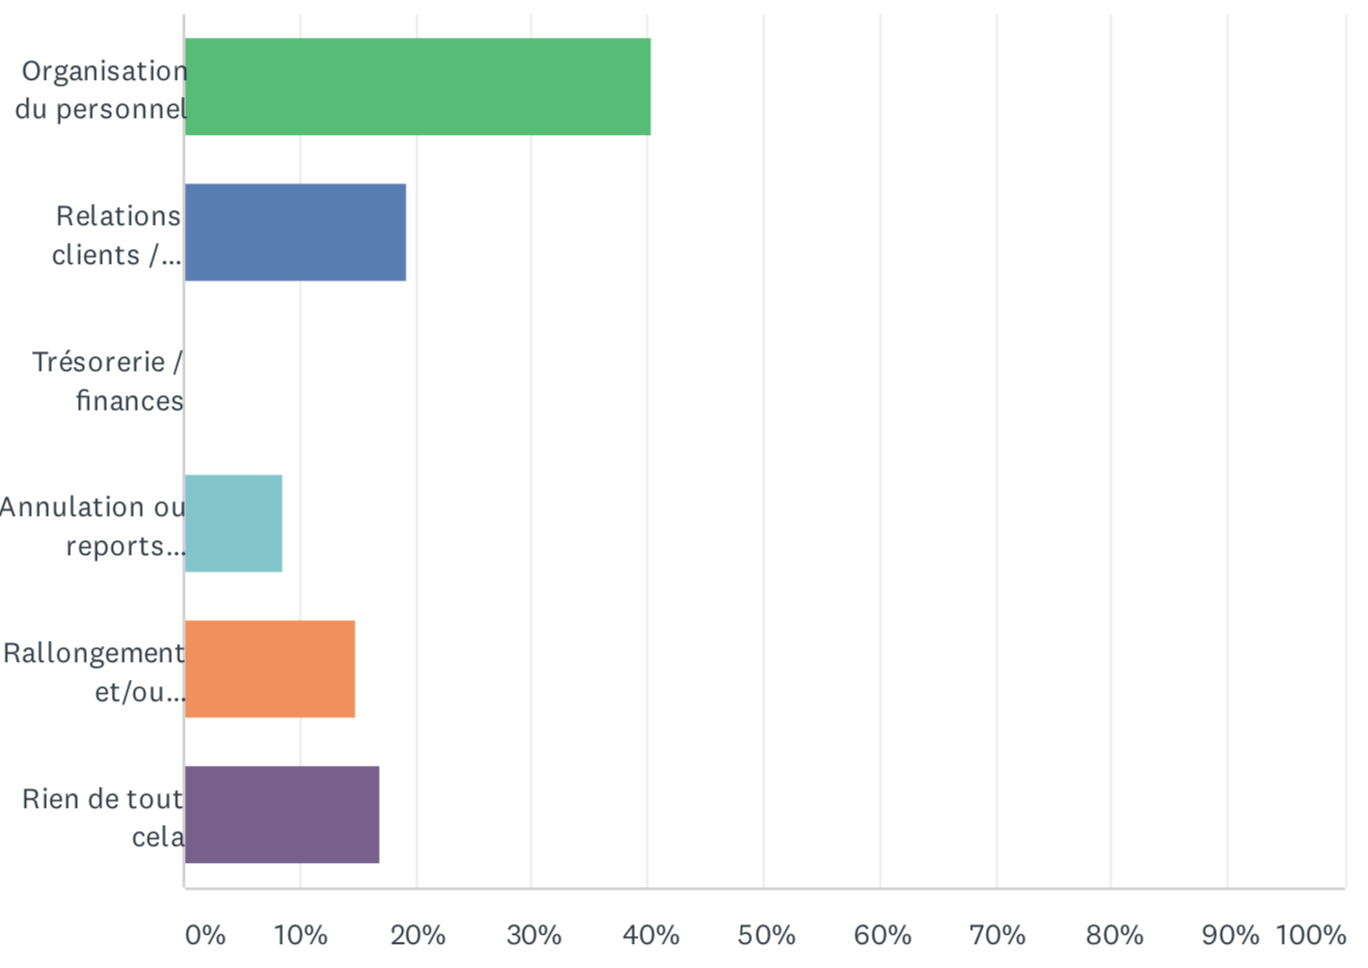 Organisation
du personnel
Relations
clients /...
Trésorerie /
finances
Annulation ou
reports...
Rallongement
et/ou...
Rien de tout
cela
0% 10% 20% 30% 40% 50% 60% 70% 80% 90% 100%